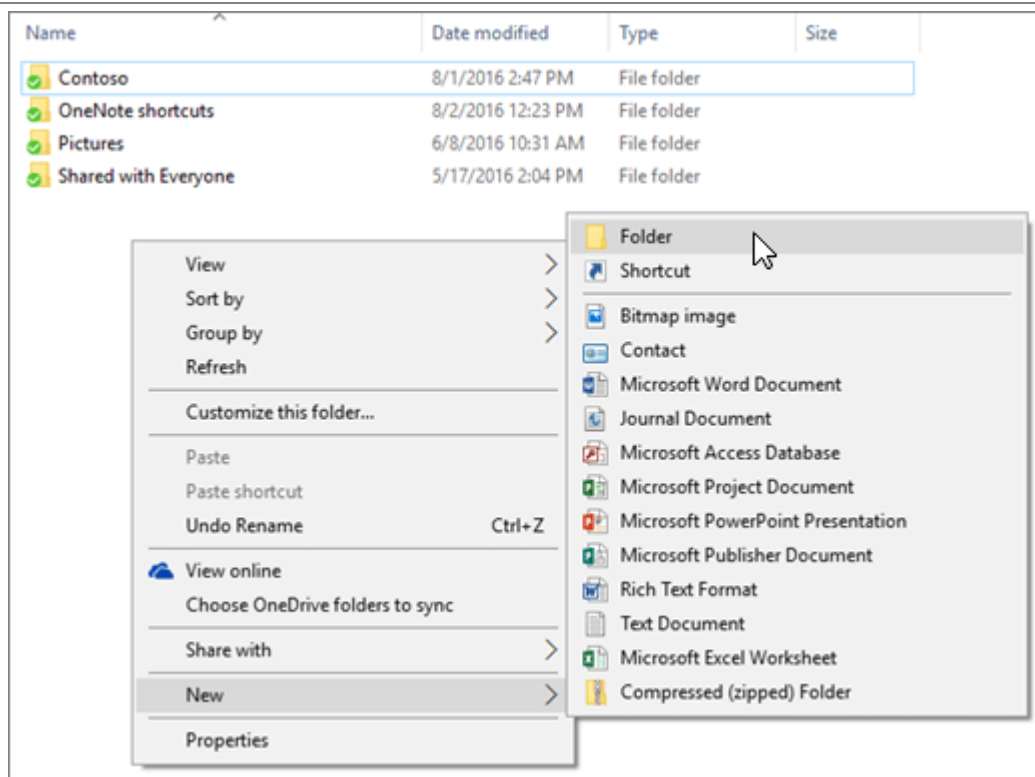 Name Date modified Type Size
Contoso 8/1/2016 2:47 PM File folder
OneNote shortcuts 8/2/2016 12:23 PM File folder
Pictures 6/8/2016 10:31 AM File folder
Shared with Everyone 5/17/2016 2:04 PM File folder
View
Sort by
Group by
Refresh
Customize this folder...
Paste
Paste shortcut
Undo Rename Ctrl+Z
View online
Choose OneDrive folders to sync
Share with
New
Properties
Folder
Shortcut
Bitmap image
Contact
Microsoft Word Document
Journal Document
Microsoft Access Database
Microsoft Project Document
Microsoft PowerPoint Presentation
Microsoft Publisher Document
Rich Text Format
Text Document
Microsoft Excel Worksheet
Compressed (zipped) Folder